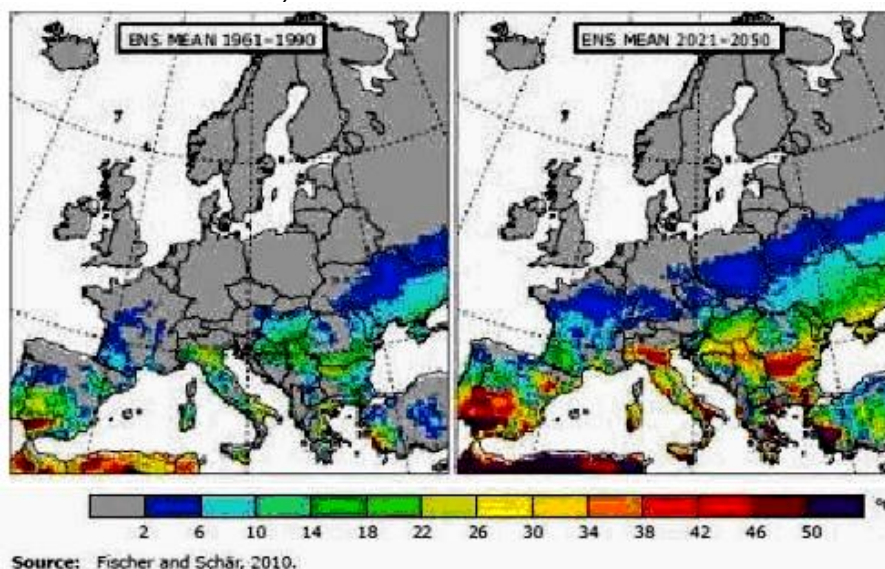 ENS MEAN 1961–1990
ENS MEAN 2021–2050
2 6 10 14 18 22 26 30 34 38 42 46 50
Source: Fischer and Schär, 2010.